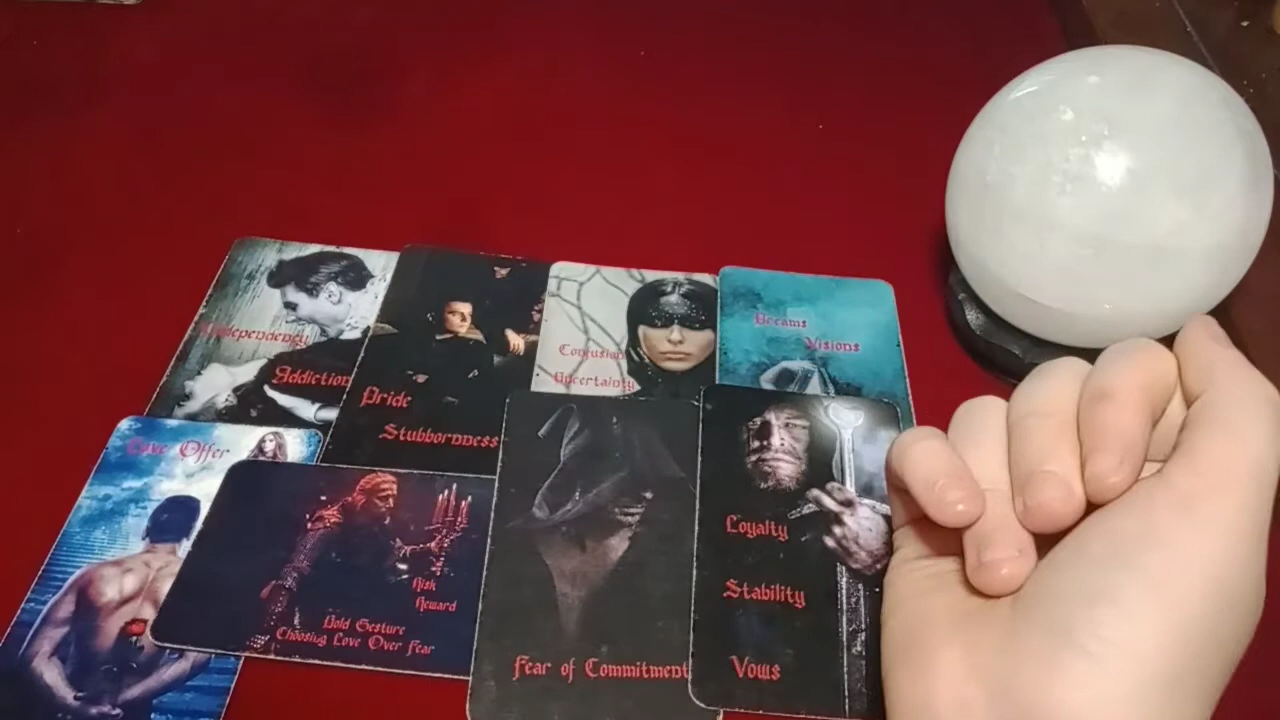 Codependency
Addiction
Pride
Stubbornness
Confusion
Uncertainty
Dreams
Visions
Love Offer
Risk
Reward
Bold Gesture
Choosing Love Over Fear
Fear of Commitment
Loyalty
Stability
Vows